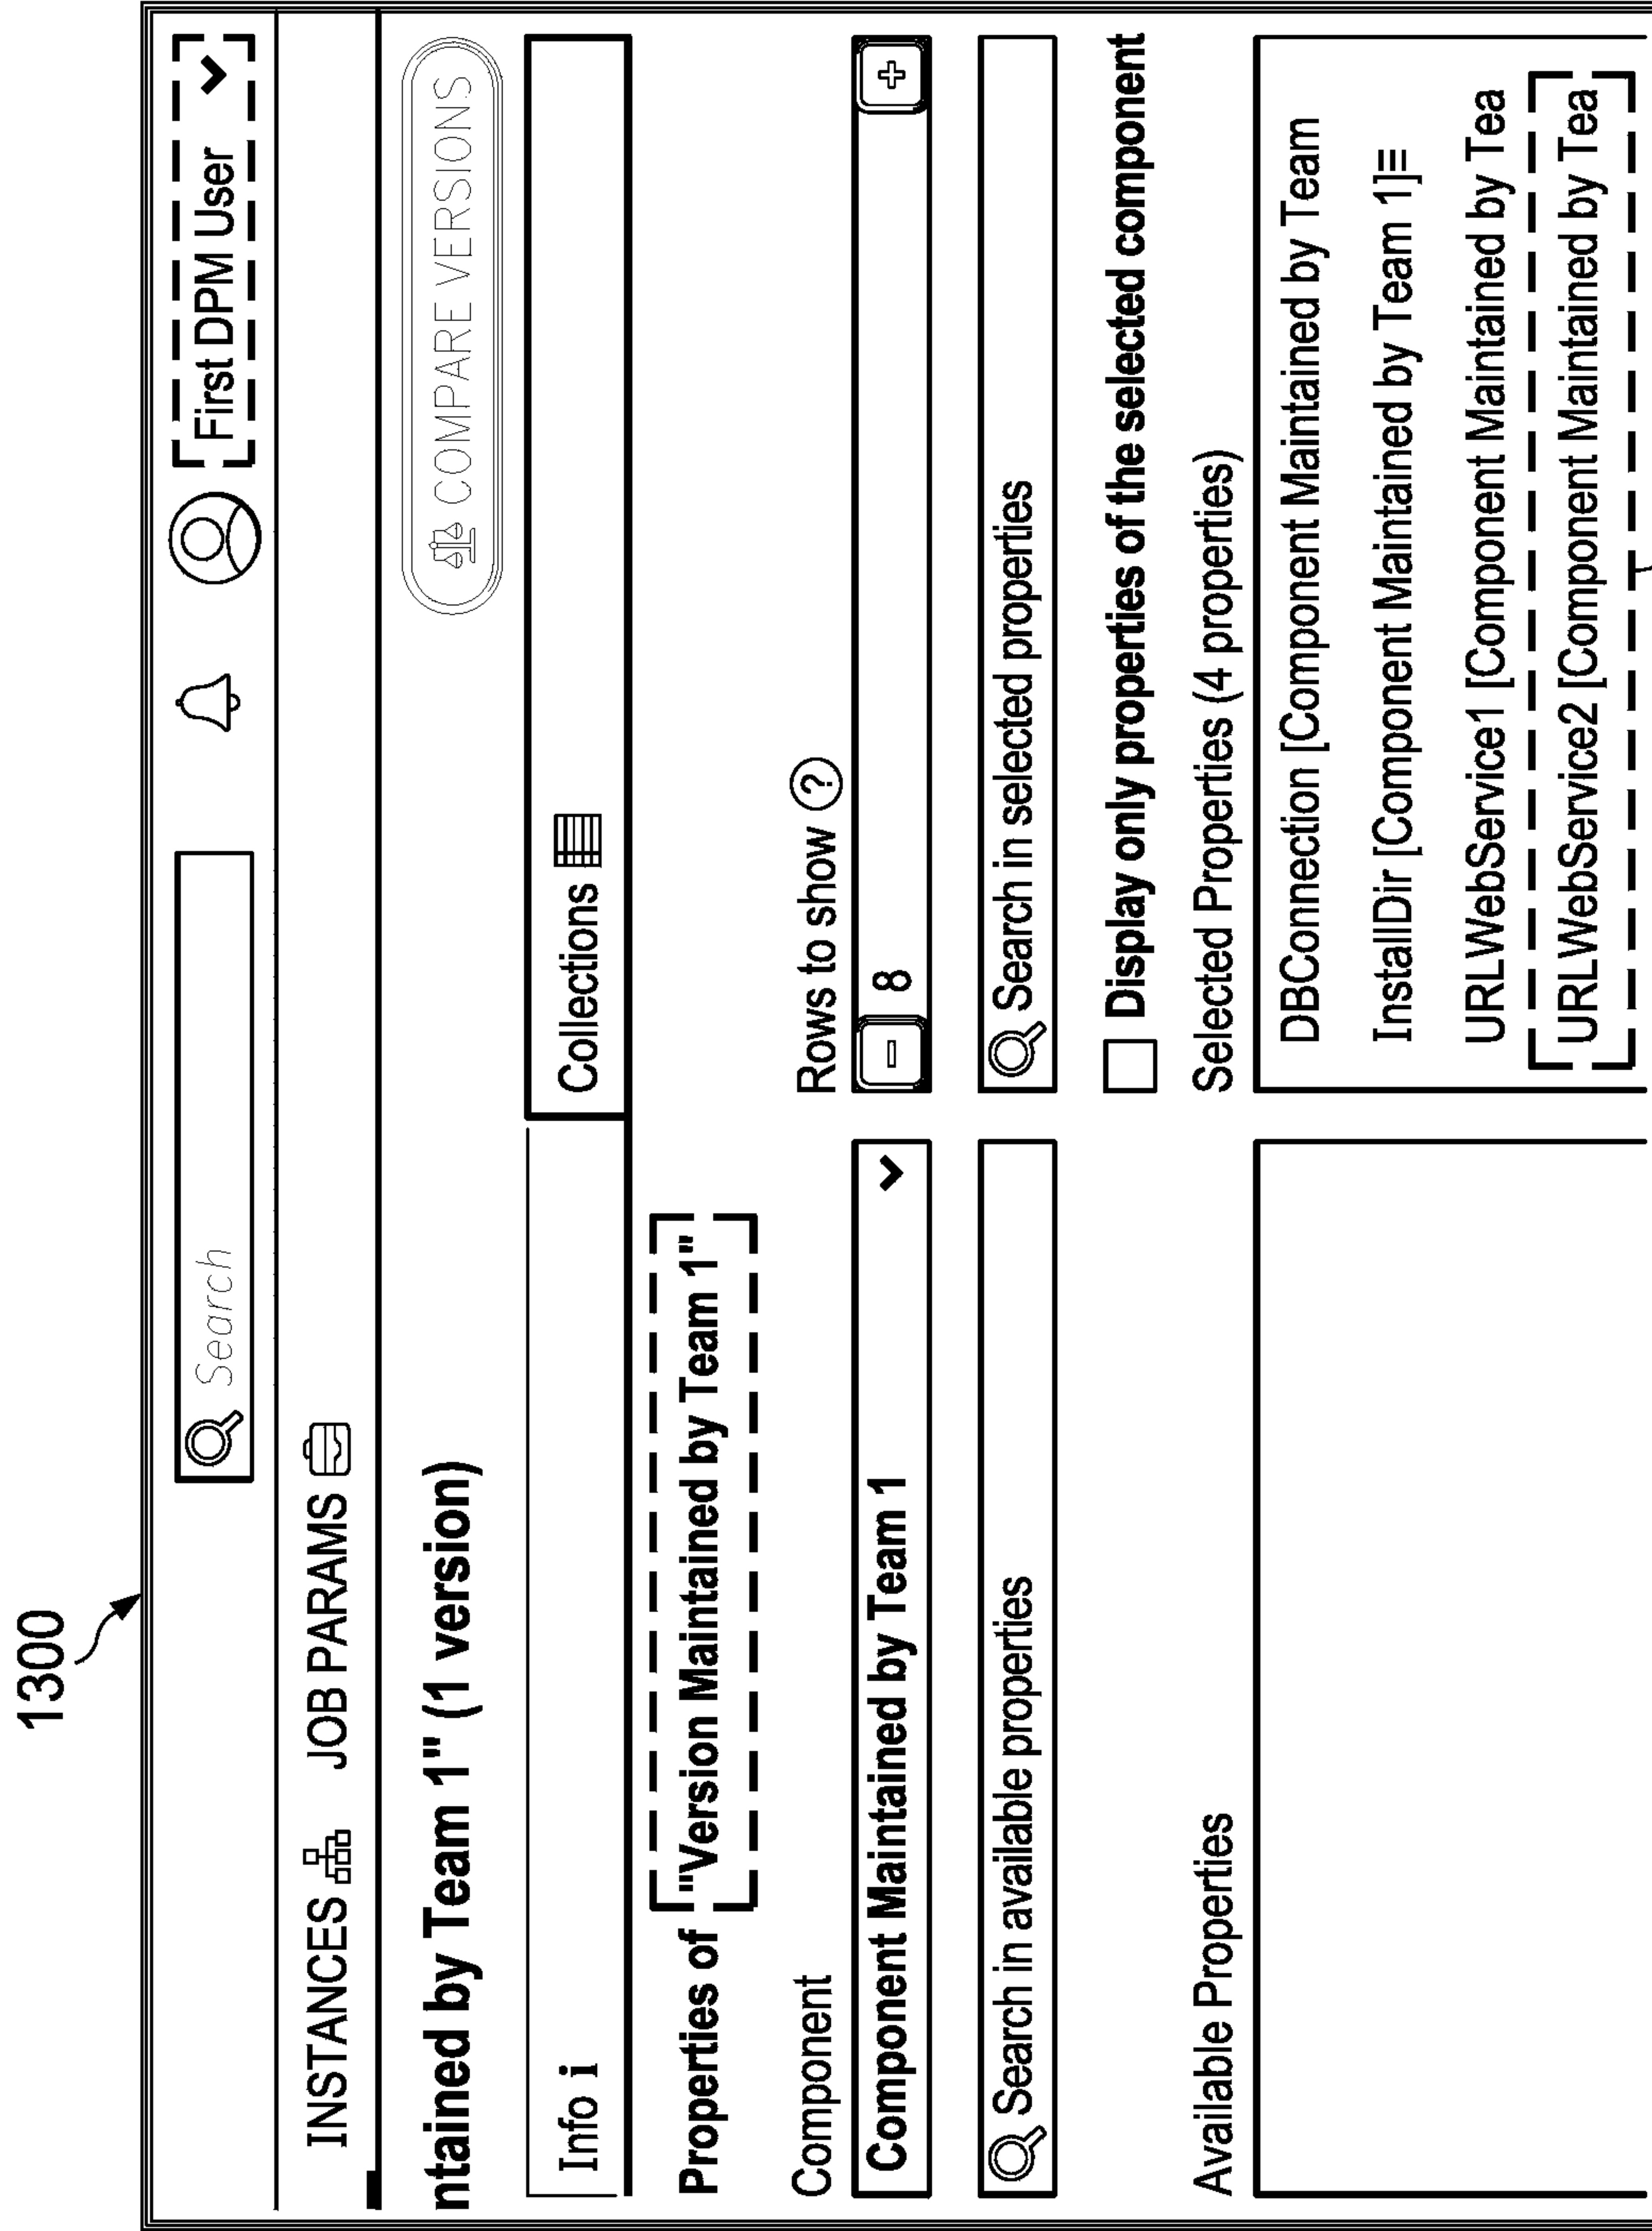 1300
Search
First DPM User
INSTANCES JOB PARAMS
ntained by Team 1" (1 version)
COMPARE VERSIONS
Info i
Collections
Properties of "Version Maintained by Team 1"
Component
Rows to show ?
Component Maintained by Team 1
- 8 +
Search in available properties
Search in selected properties
Display only properties of the selected component
Available Properties
Selected Properties (4 properties)
DBConnection [Component Maintained by Team
InstallDir [Component Maintained by Team 1]≡
URLWebService1 [Component Maintained by Tea
URLWebService2 [Component Maintained by Tea